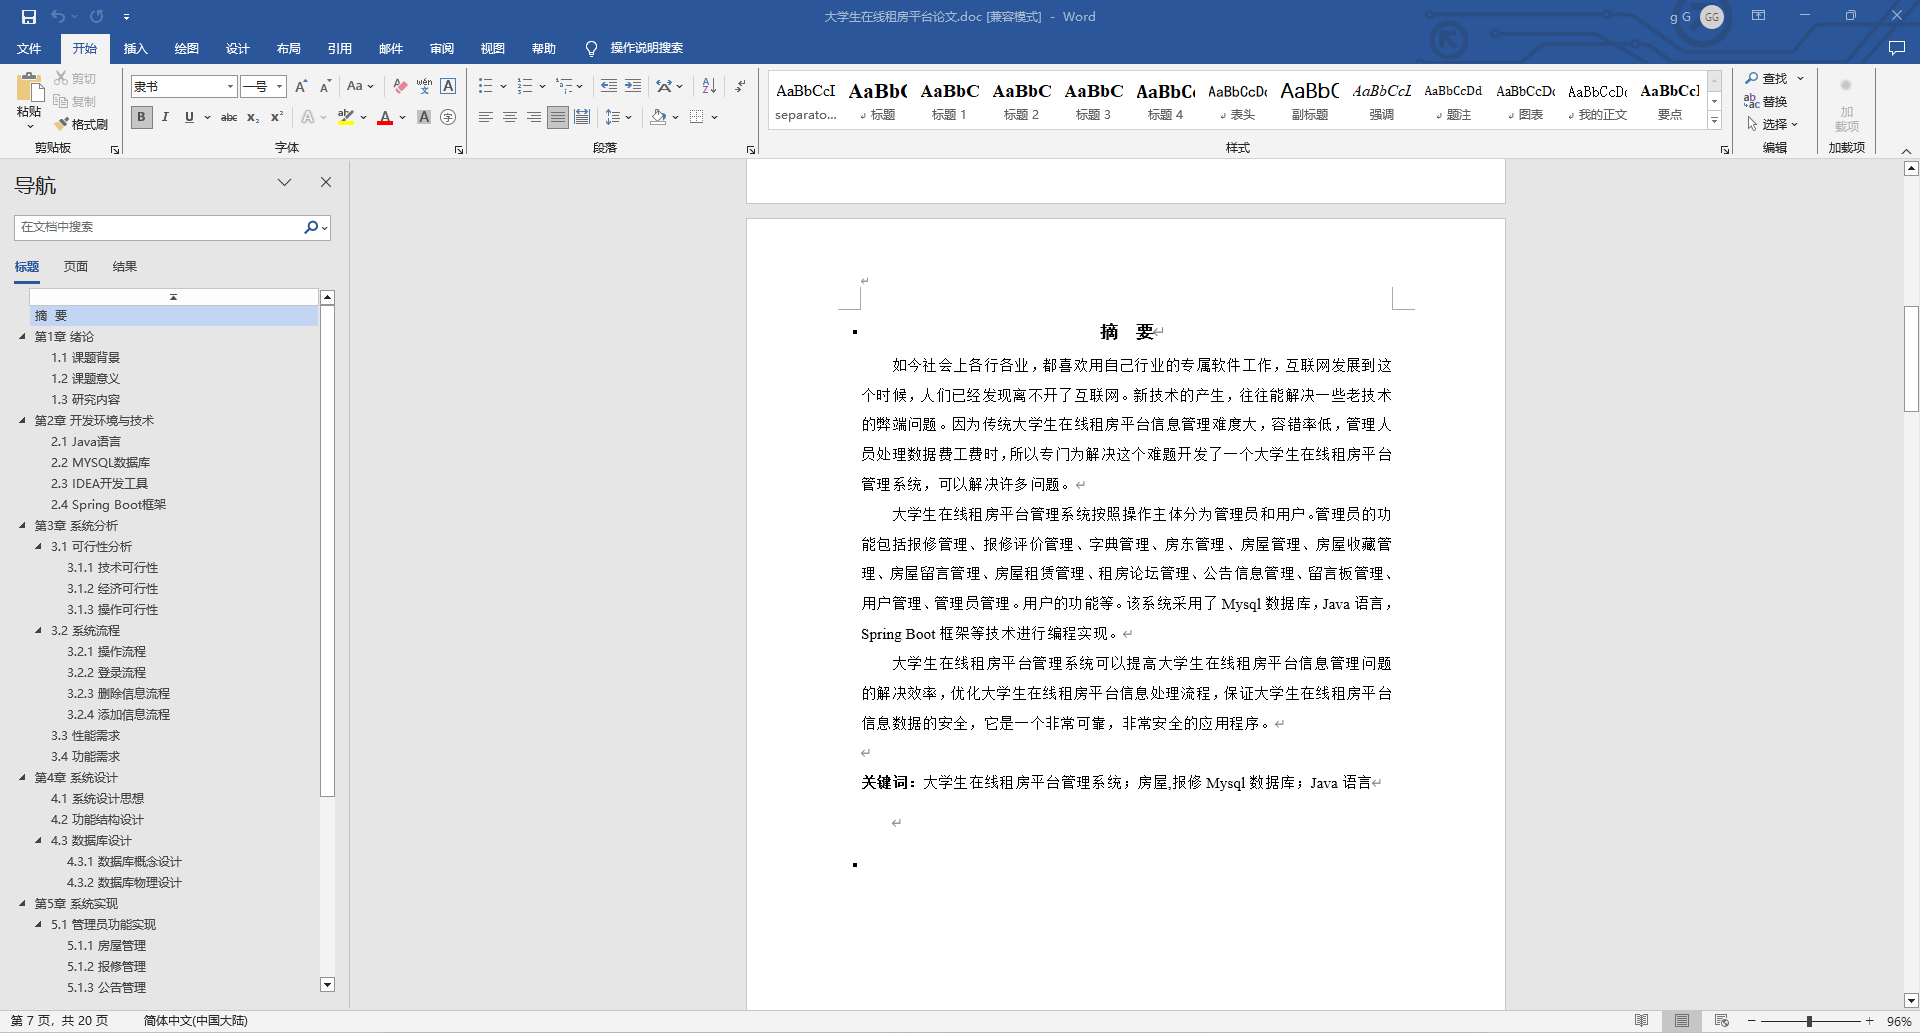 大学生在线租房平台论文.doc [兼容模式] - Word
g G
GG
文件 开始 插入 绘图 设计 布局 引用 邮件 审阅 视图 帮助 操作说明搜索
粘贴
剪切
复制
格式刷
剪贴板
隶书 一号
字体
段落
AaBbCcI separato...
AaBb( 标题
AaBbC 标题 1
AaBbC 标题 2
AaBbC 标题 3
AaBbC( 标题 4
AaBbCcDc 表头
AaBbC 副标题
AaBbCcL 强调
AaBbCcDd 题注
AaBbCcDc 图表
AaBbCcDc 我的正文
AaBbCcI 要点
样式
查找
替换
选择
编辑
加载项
加载项
导航
在文档中搜索
标题 页面 结果
摘 要
第1章 绪论
1.1 课题背景
1.2 课题意义
1.3 研究内容
第2章 开发环境与技术
2.1 Java语言
2.2 MYSQL数据库
2.3 IDEA开发工具
2.4 Spring Boot框架
第3章 系统分析
3.1 可行性分析
3.1.1 技术可行性
3.1.2 经济可行性
3.1.3 操作可行性
3.2 系统流程
3.2.1 操作流程
3.2.2 登录流程
3.2.3 删除信息流程
3.2.4 添加信息流程
3.3 性能需求
3.4 功能需求
第4章 系统设计
4.1 系统设计思想
4.2 功能结构设计
4.3 数据库设计
4.3.1 数据库概念设计
4.3.2 数据库物理设计
第5章 系统实现
5.1 管理员功能实现
5.1.1 房屋管理
5.1.2 报修管理
5.1.3 公告管理
摘 要
如今社会上各行各业，都喜欢用自己行业的专属软件工作，互联网发展到这
个时候，人们已经发现离不开了互联网。新技术的产生，往往能解决一些老技术
的弊端问题。因为传统大学生在线租房平台信息管理难度大，容错率低，管理人
员处理数据费工费时，所以专门为解决这个难题开发了一个大学生在线租房平台
管理系统，可以解决许多问题。
大学生在线租房平台管理系统按照操作主体分为管理员和用户。管理员的功
能包括报修管理、报修评价管理、字典管理、房东管理、房屋管理、房屋收藏管
理、房屋留言管理、房屋租赁管理、租房论坛管理、公告信息管理、留言板管理、
用户管理、管理员管理。用户的功能等。该系统采用了 Mysql 数据库，Java 语言，
Spring Boot 框架等技术进行编程实现。
大学生在线租房平台管理系统可以提高大学生在线租房平台信息管理问题
的解决效率，优化大学生在线租房平台信息处理流程，保证大学生在线租房平台
信息数据的安全，它是一个非常可靠，非常安全的应用程序。
关键词：大学生在线租房平台管理系统；房屋,报修 Mysql 数据库；Java 语言
第 7 页，共 20 页 简体中文(中国大陆)
96%